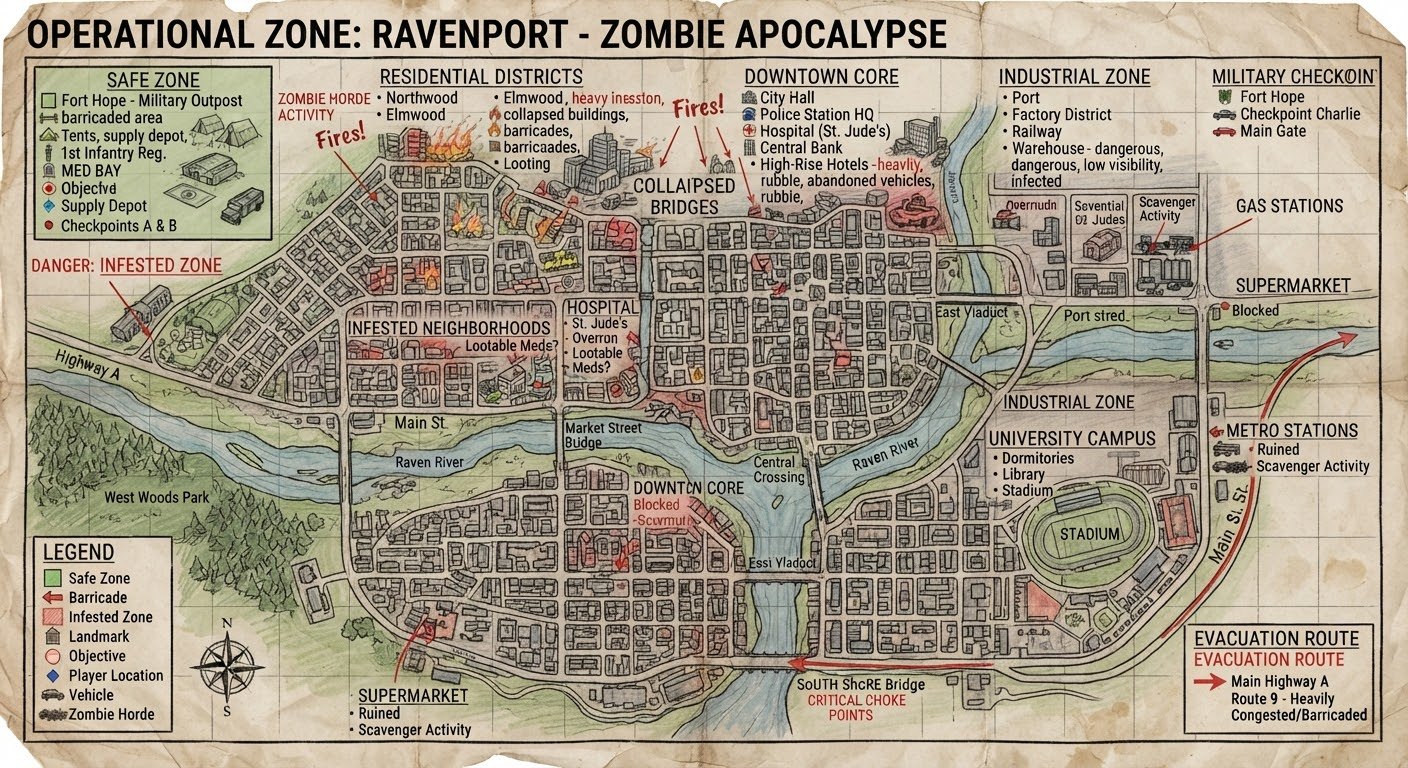 OPERATIONAL ZONE: RAVENPORT - ZOMBIE APOCALYPSE
SAFE ZONE
Fort Hope - Military Outpost
barricaded area
Tents, supply depot,
1st Infantry Reg.
MED BAY
Supply Depot
• Checkpoints A & B
ZOMBIE HORDE
ACTIVITY
Fires!
RESIDENTIAL DISTRICTS
• Northwood
• Elmwood
• Elmwood, heavy
collapsed buildings,
barricades,
• Looting
Fires!
COLLAIPSED
BRIDGES
DOWNTOWN CORE
City Hall
Police Station HQ
Hospital (St. Jude's)
Central Bank
• High-Rise Hotels - heavliy,
rubble, abandoned vehicles,
rubble,
INDUSTRIAL ZONE
• Port
• Factory District
• Railway
• Warehouse - dangerous,
dangerous, low visibility,
infected
MILITARY
Fort Hope
Checkpoint Charlie
Main Gate
Scavenger
Activity
Judes
GAS STATIONS
DANGER: INFESTED ZONE
SUPERMARKET
Blocked
East Vladuct
Port stred.
HOSPITAL
• St. Jude's
• Overron
• Lootable
Meds?
INFESTED NEIGHBORHOODS
Lootable Meds?
Highway A
Main St.
Market Street
Budge
Raven River
West Woods Park
Central
Crossing
Raven River
INDUSTRIAL ZONE
UNIVERSITY CAMPUS
• Dormitories
• Library
• Stadium
STADIUM
METRO STATIONS
Ruined
Scavenger Activity
Main St. St.
Blocked
Essi Vladoct
LEGEND
Safe Zone
Barricade
Infested Zone
Landmark
Objective
Player Location
Vehicle
Zombie Horde
N
S
SUPERMARKET
• Ruined
• Scavenger Activity
SoUTH ShcRE Bridge
CRITICAL CHOKE
POINTS
EVACUATION ROUTE
EVACUATION ROUTE
Main Highway A
Route 9 - Heavily
Congested/Barricaded